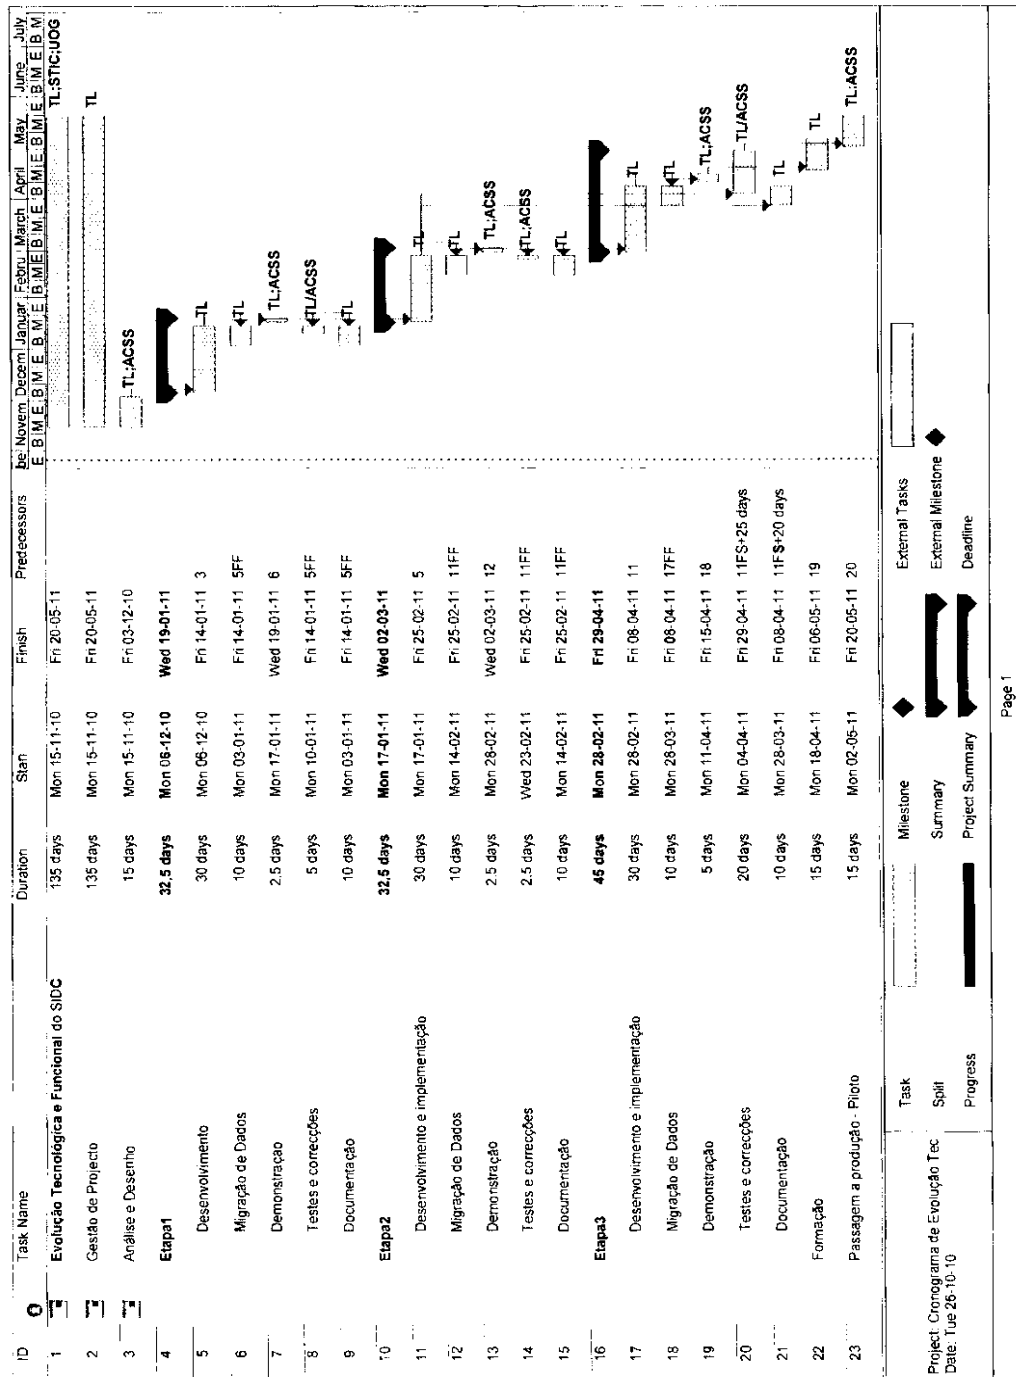 ID Task Name Duration Start Finish Predecessors be Novem Decem Januar Febru March April May June July
E B M E B M E B M E B M E B M E B M E B M E B M E B M
1 Evolução Tecnológica e Funcional do SIDC 135 days Mon 15-11-10 Fri 20-05-11 TL;STIC;UOG
2 Gestão de Projecto 135 days Mon 15-11-10 Fri 20-05-11 TL
3 Análise e Desenho 15 days Mon 15-11-10 Fri 03-12-10 TL;ACSS
4 Etapa1 32,5 days Mon 06-12-10 Wed 19-01-11
5 Desenvolvimento 30 days Mon 06-12-10 Fri 14-01-11 3 TL
6 Migração de Dados 10 days Mon 03-01-11 Fri 14-01-11 5FF TL
7 Demonstração 2.5 days Mon 17-01-11 Wed 19-01-11 6 TL;ACSS
8 Testes e correcções 5 days Mon 10-01-11 Fri 14-01-11 5FF TL/ACSS
9 Documentação 10 days Mon 03-01-11 Fri 14-01-11 5FF TL
10 Etapa2 32,5 days Mon 17-01-11 Wed 02-03-11
11 Desenvolvimento e implementação 30 days Mon 17-01-11 Fri 25-02-11 5 TL
12 Migração de Dados 10 days Mon 14-02-11 Fri 25-02-11 11FF TL
13 Demonstração 2.5 days Mon 28-02-11 Wed 02-03-11 12 TL;ACSS
14 Testes e correcções 2.5 days Wed 23-02-11 Fri 25-02-11 11FF TL;ACSS
15 Documentação 10 days Mon 14-02-11 Fri 25-02-11 11FF TL
16 Etapa3 45 days Mon 28-02-11 Fri 29-04-11
17 Desenvolvimento e implementação 30 days Mon 28-02-11 Fri 08-04-11 11 TL
18 Migração de Dados 10 days Mon 28-03-11 Fri 08-04-11 17FF TL
19 Demonstração 5 days Mon 11-04-11 Fri 15-04-11 18 TL;ACSS
20 Testes e correcções 20 days Mon 04-04-11 Fri 29-04-11 11FS+25 days TL/ACSS
21 Documentação 10 days Mon 28-03-11 Fri 08-04-11 11FS+20 days TL
22 Formação 15 days Mon 18-04-11 Fri 06-05-11 19 TL
23 Passagem a produção - Piloto 15 days Mon 02-05-11 Fri 20-05-11 20 TL;ACSS
Project: Cronograma de Evolução Tec
Date: Tue 26-10-10
Task Milestone External Tasks
Split Summary External Milestone
Progress Project Summary Deadline
Page 1